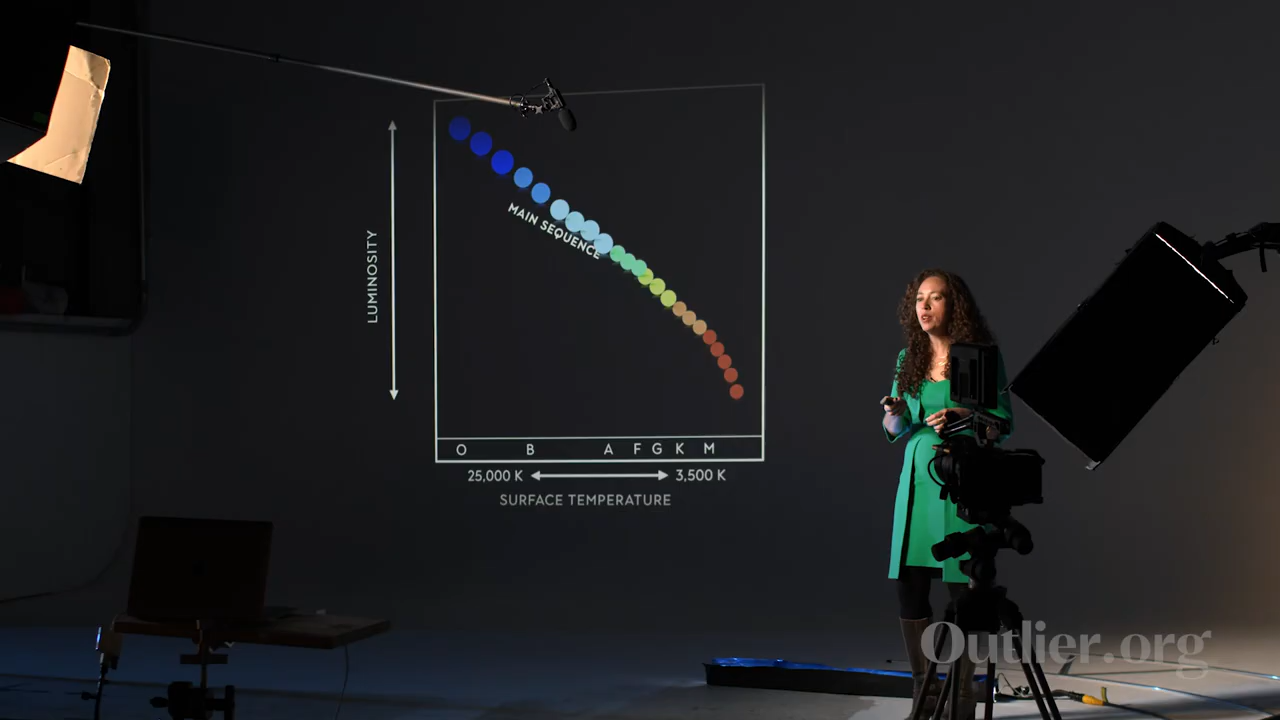 LUMINOSITY
MAIN SEQUENCE
O B A F G K M
25,000 K 3,500 K
SURFACE TEMPERATURE
Outlier.org